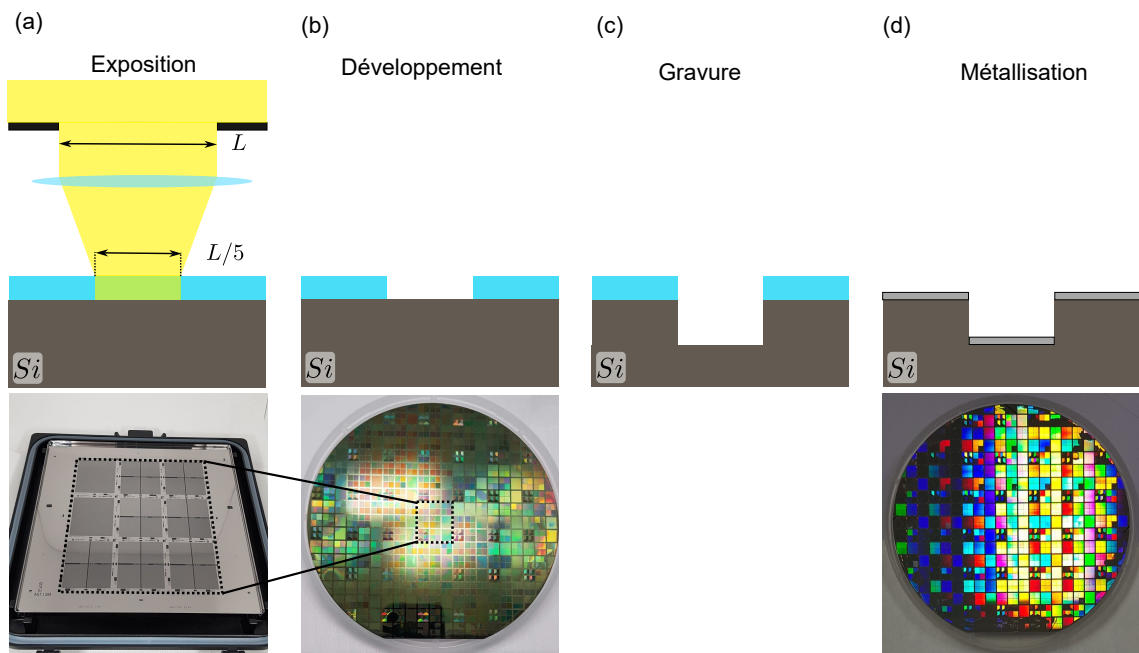 (a)
(b)
(c)
(d)
Exposition
Développement
Gravure
Métallisation
L
L/5
Si
Si
Si
Si